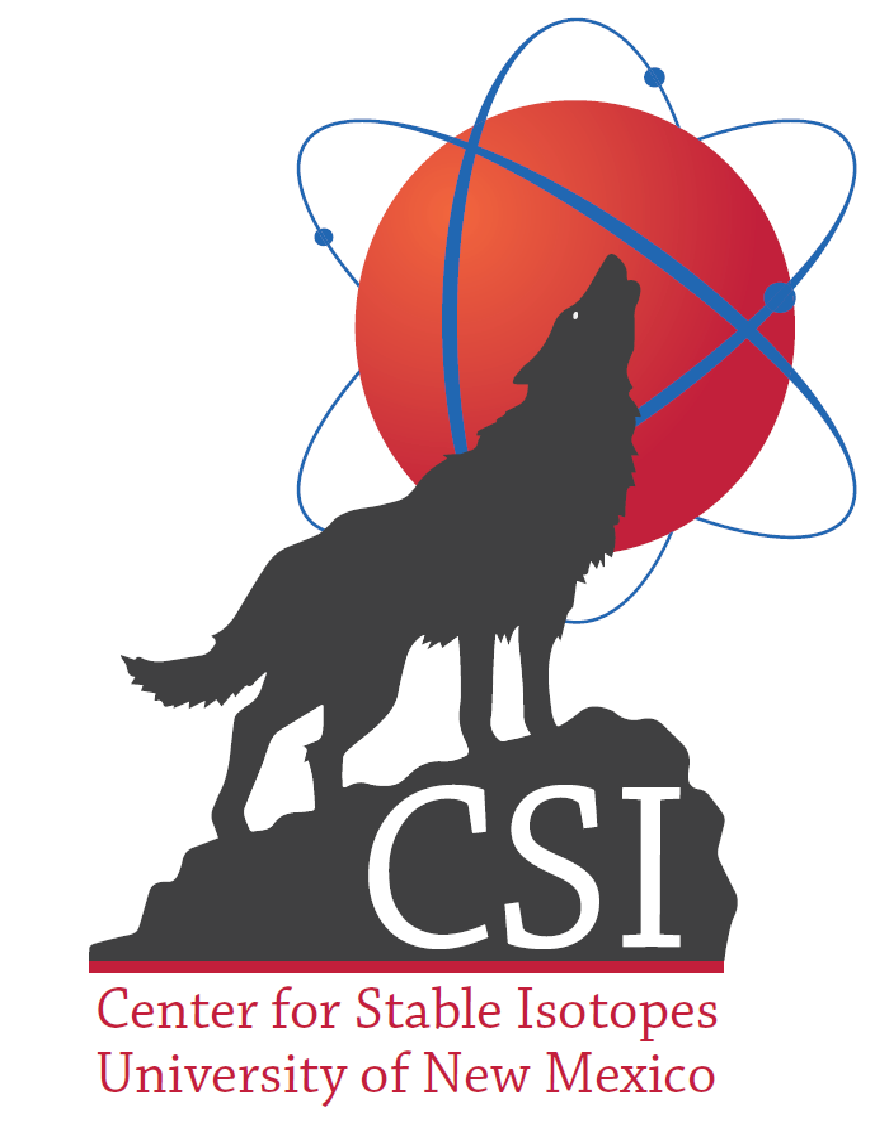 CSI
Center for Stable Isotopes
University of New Mexico